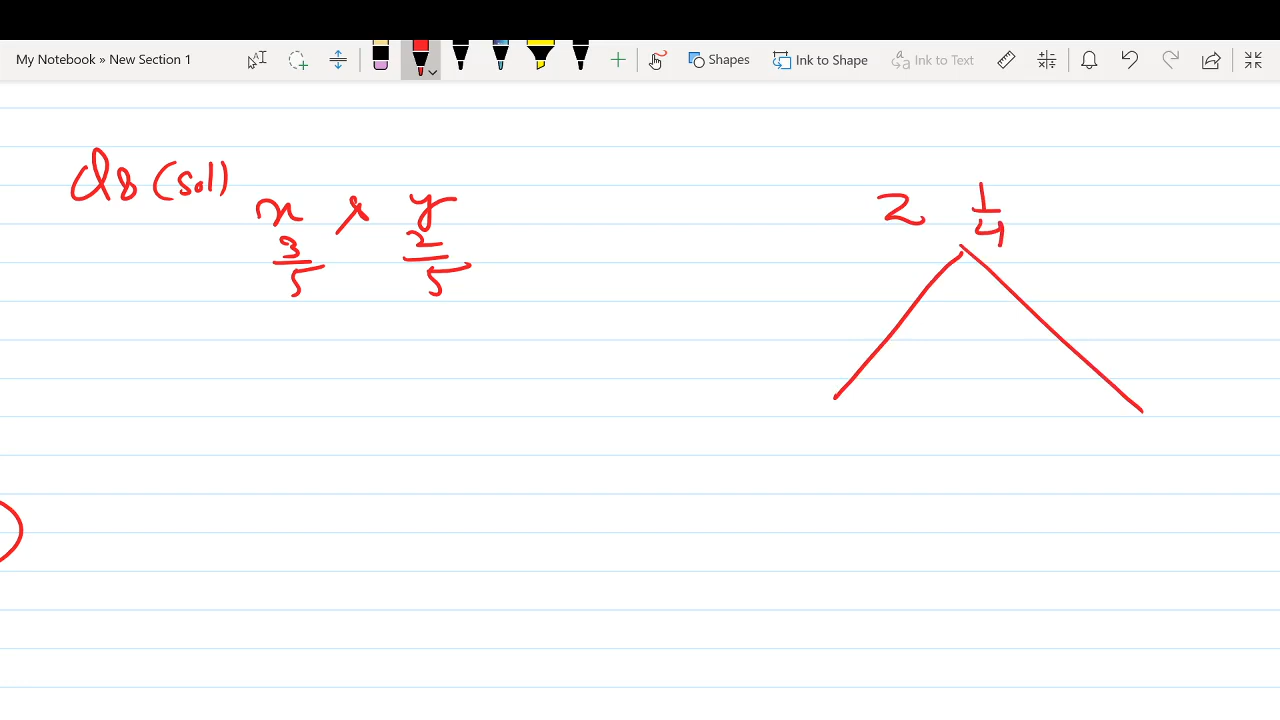 My Notebook » New Section 1
Shapes
Ink to Shape
Ink to Text
Q8 (sol)
x x y
3/5 2/5
2 1/4